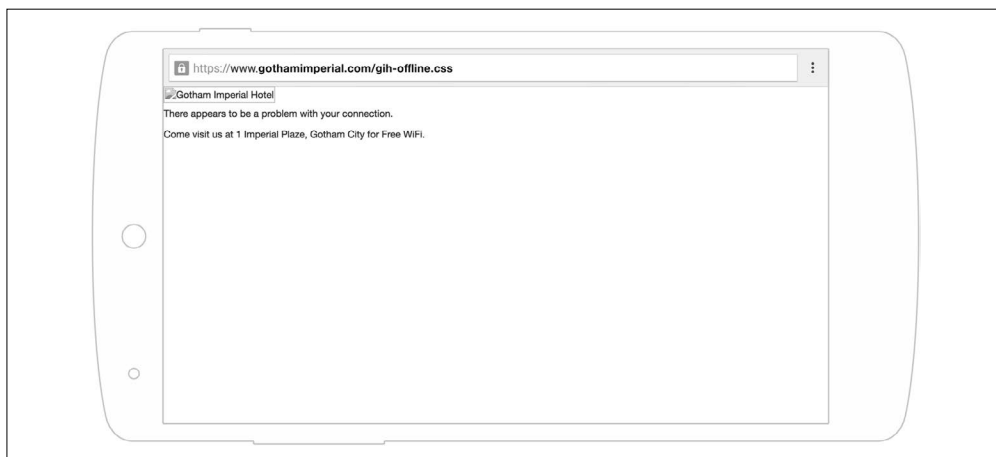 https://www.gothamimperial.com/gih-offline.css
Gotham Imperial Hotel
There appears to be a problem with your connection.
Come visit us at 1 Imperial Plaze, Gotham City for Free WiFi.